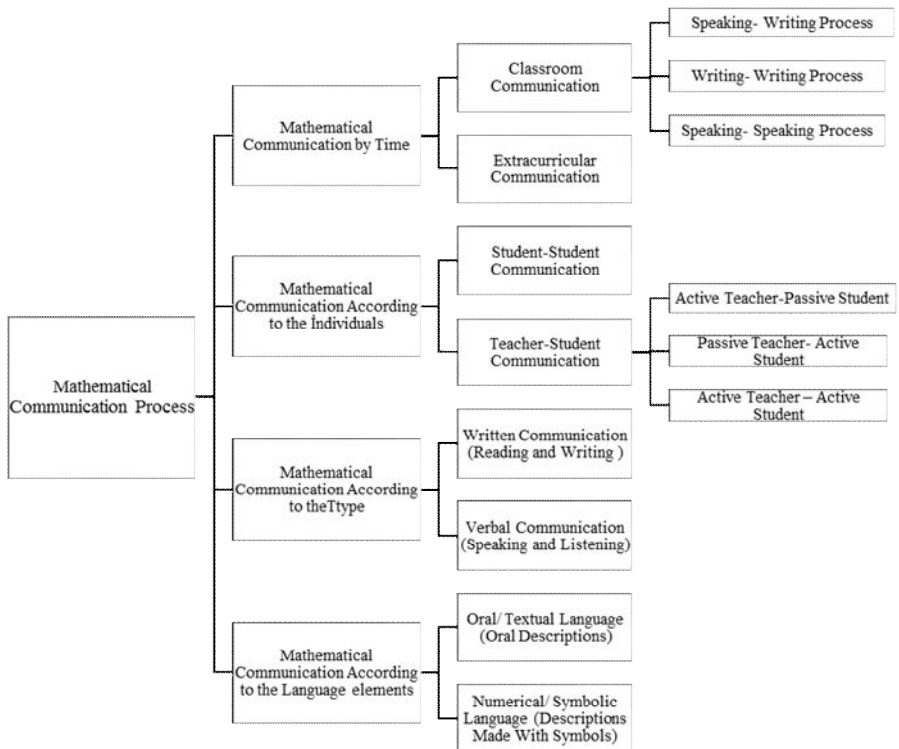 Mathematical
Communication Process
Mathematical
Communication by Time
Classroom
Communication
Speaking- Writing Process
Writing- Writing Process
Speaking- Speaking Process
Extracurricular
Communication
Mathematical
Communication According
to the İndividuals
Student-Student
Communication
Teacher-Student
Communication
Active Teacher-Passive Student
Passive Teacher- Active
Student
Active Teacher – Active
Student
Mathematical
Communication According
to theTtype
Written Communication
(Reading and Writing )
Verbal Communication
(Speaking and Listening)
Mathematical
Communication According
to the Language elements
Oral/ Textual Language
(Oral Descriptions)
Numerical/ Symbolic
Language (Descriptions
Made With Symbols)